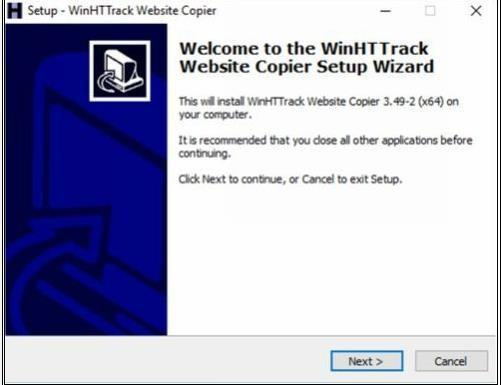 Setup - WinHTTrack Website Copier
Welcome to the WinHTTrack
Website Copier Setup Wizard
This will install WinHTTrack Website Copier 3.49-2 (x64) on
your computer.
It is recommended that you close all other applications before
continuing.
Click Next to continue, or Cancel to exit Setup.
Next >
Cancel